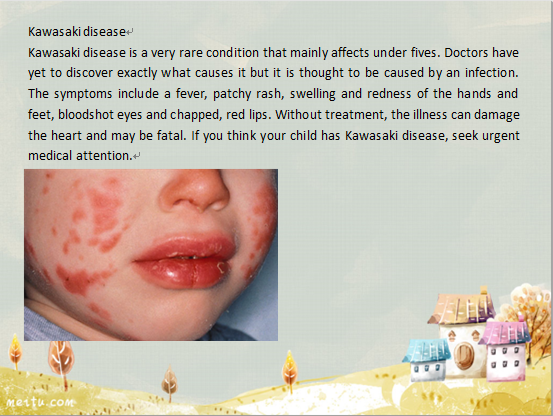 Kawasaki disease
Kawasaki disease is a very rare condition that mainly affects under fives. Doctors have
yet to discover exactly what causes it but it is thought to be caused by an infection.
The symptoms include a fever, patchy rash, swelling and redness of the hands and
feet, bloodshot eyes and chapped, red lips. Without treatment, the illness can damage
the heart and may be fatal. If you think your child has Kawasaki disease, seek urgent
medical attention.
meitu.com